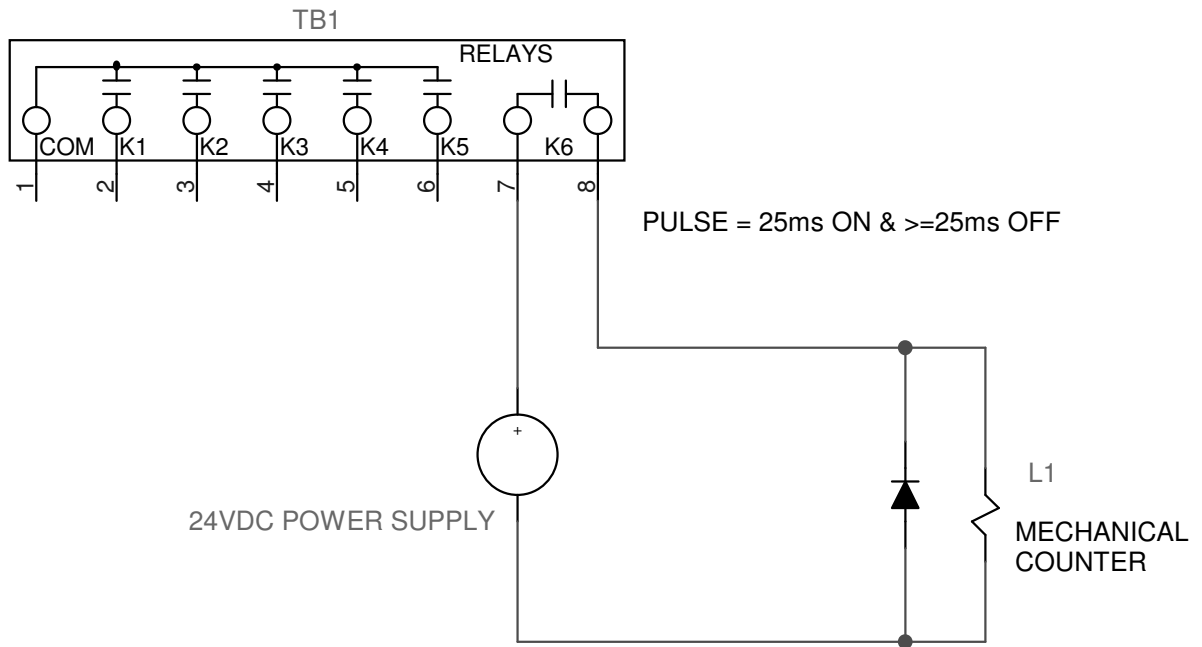 TB1
RELAYS
COM K1 K2 K3 K4 K5 K6
1 2 3 4 5 6 7 8
PULSE = 25ms ON & >=25ms OFF
+
24VDC POWER SUPPLY
L1
MECHANICAL
COUNTER